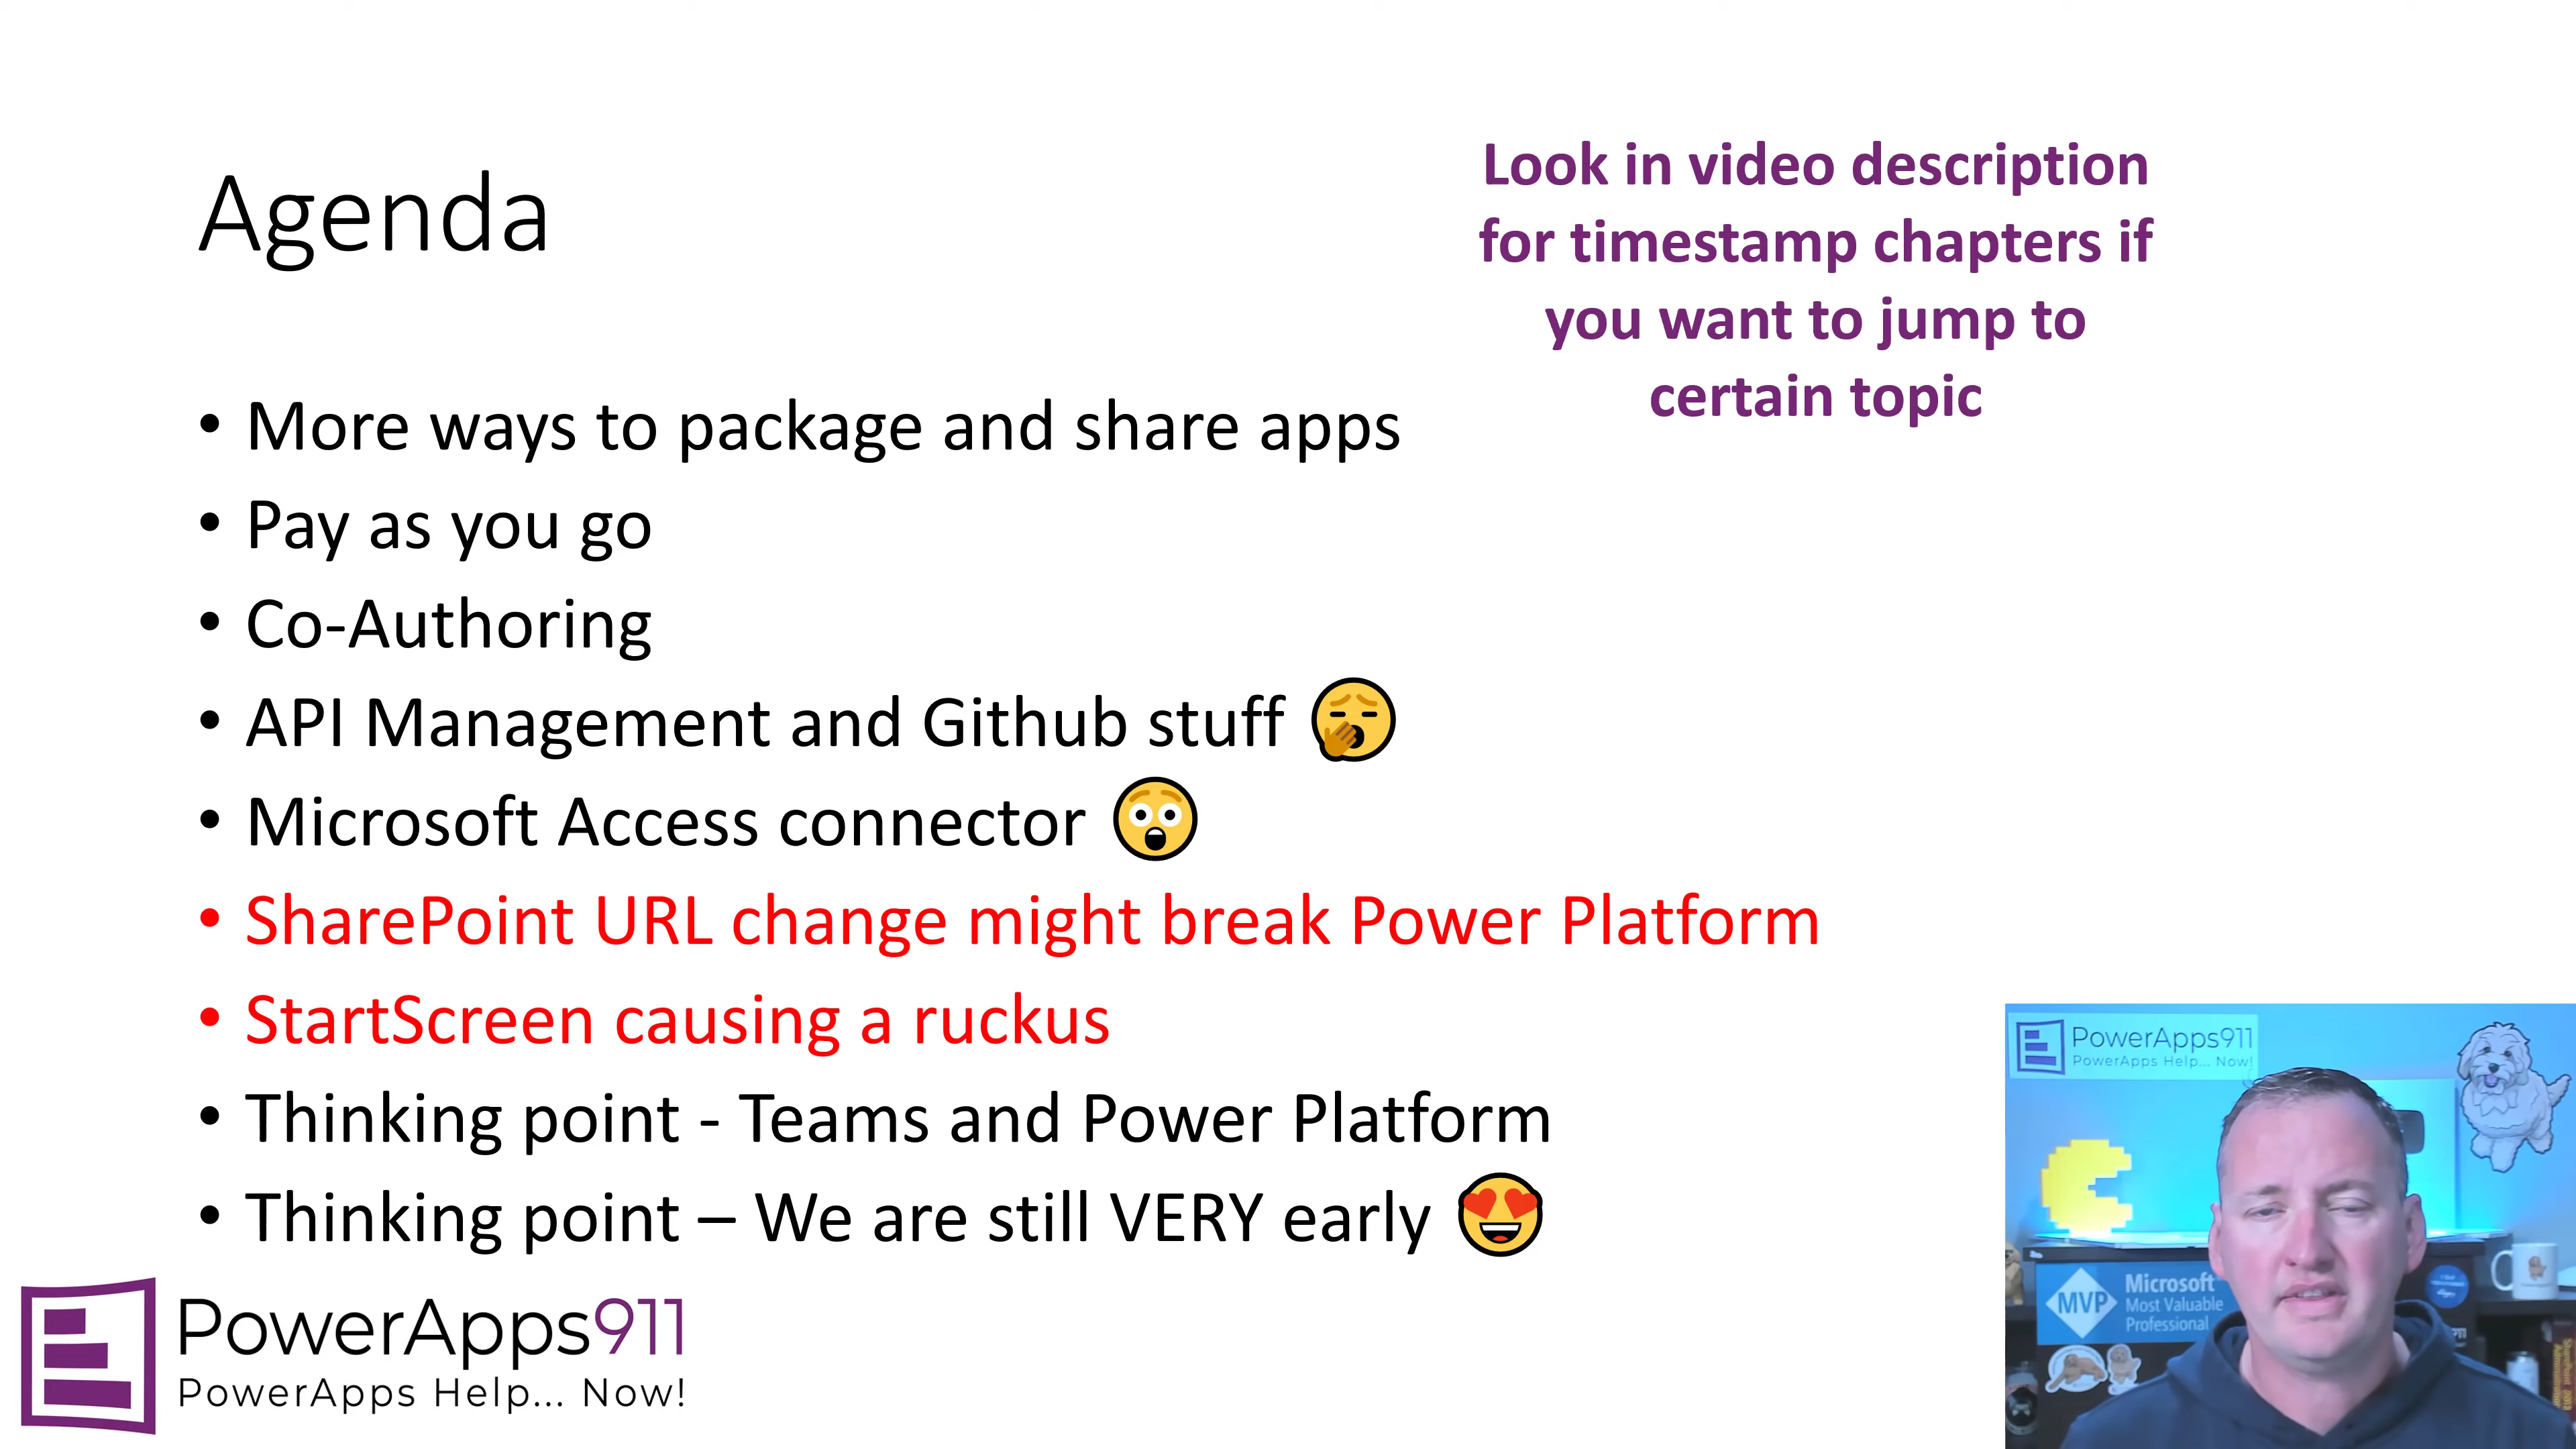 Agenda
Look in video description
for timestamp chapters if
you want to jump to
certain topic
• More ways to package and share apps
• Pay as you go
• Co-Authoring
• API Management and Github stuff 🥱
• Microsoft Access connector 😲
• SharePoint URL change might break Power Platform
• StartScreen causing a ruckus
• Thinking point - Teams and Power Platform
• Thinking point – We are still VERY early 😍
PowerApps911
PowerApps Help... Now!
PowerApps911
PowerApps Help... Now!
MVP
Microsoft
Most Valuable
Professional